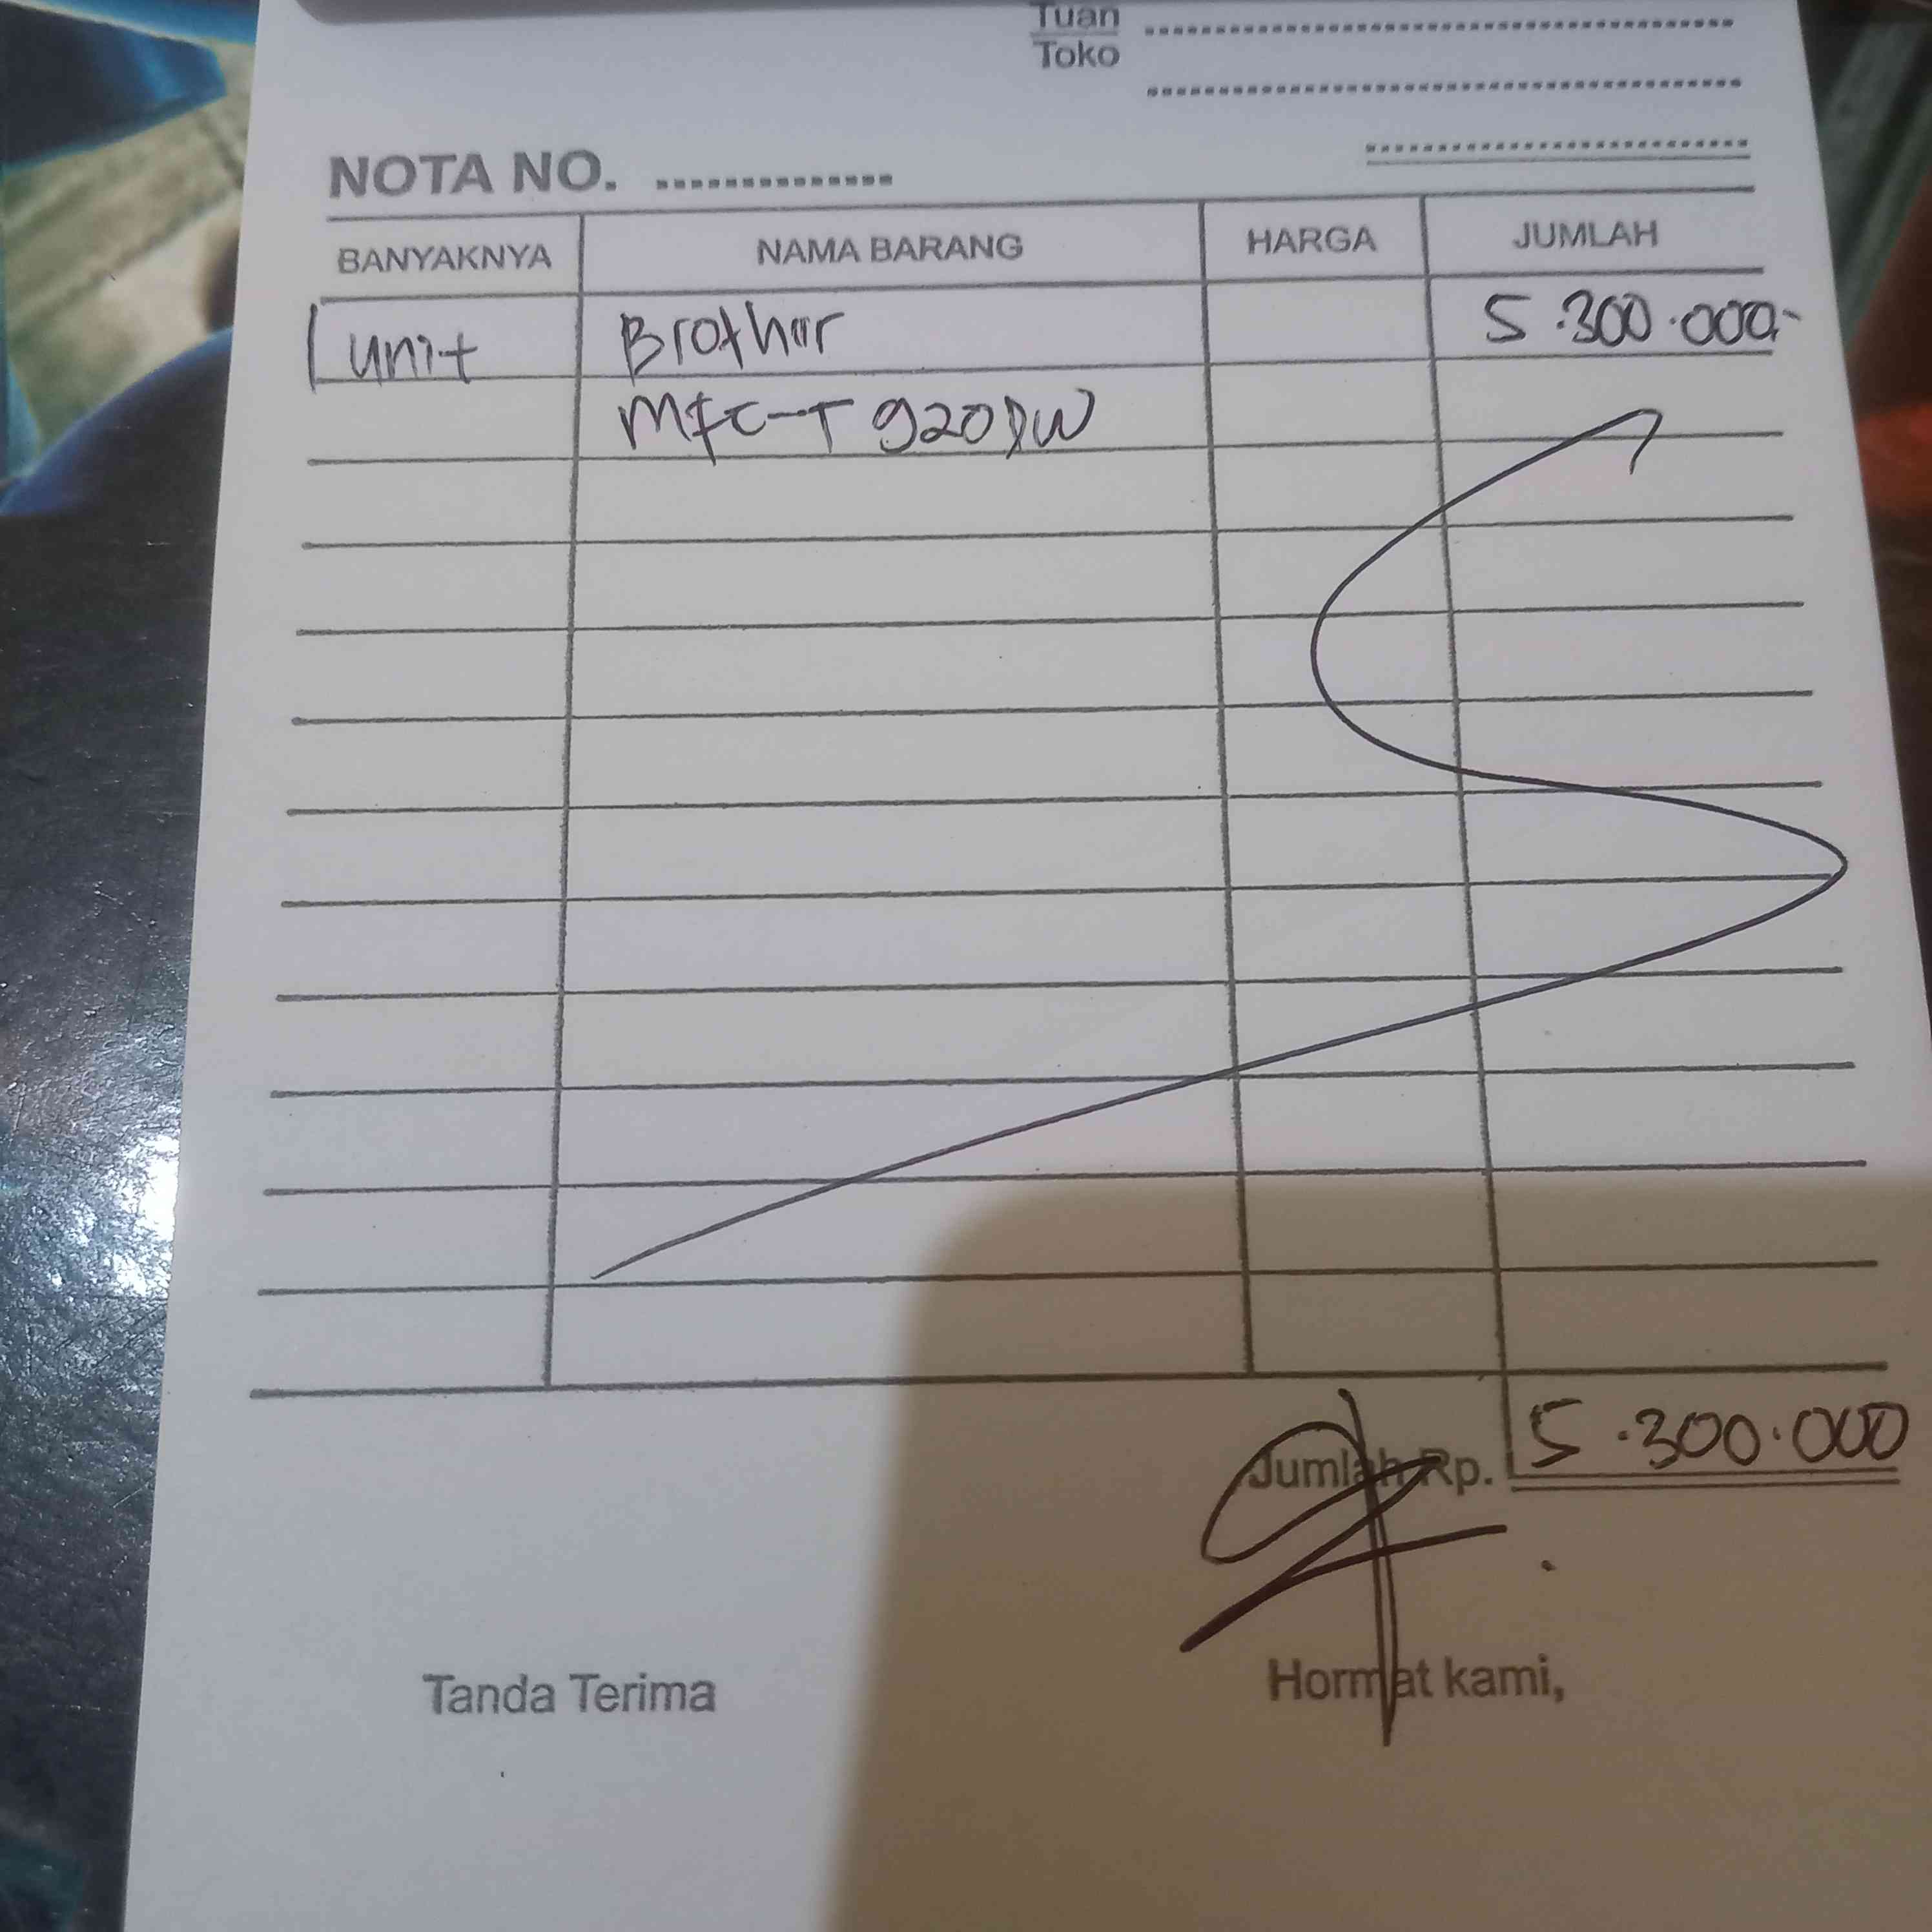 Tuan
Toko
NOTA NO.
BANYAKNYA NAMA BARANG HARGA JUMLAH
1 unit Brother 5.300.000,-
MFC-T920DW
Jumlah Rp. 5.300.000
Tanda Terima Hormat kami,